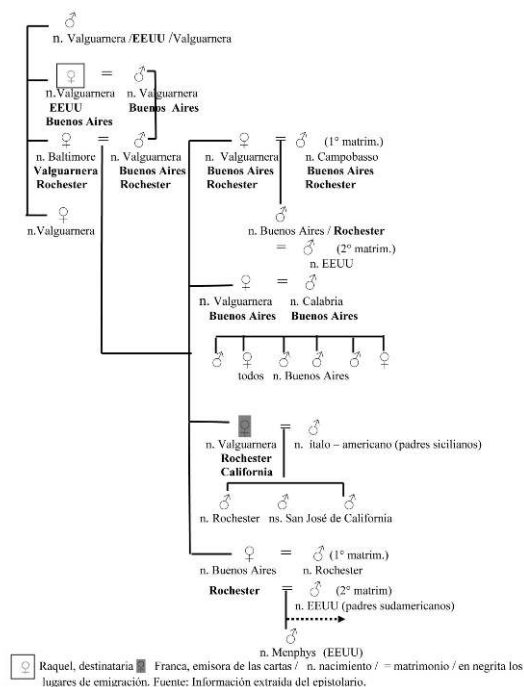 n. Valguarnera /EEUU /Valguarnera
=
n.Valguarnera n. Valguarnera
EEUU Buenos Aires
Buenos Aires
= = (1° matrim.)
n. Baltimore n. Valguarnera n. Valguarnera n. Campobasso
Valguarnera Buenos Aires Buenos Aires Buenos Aires
Rochester Rochester Rochester Rochester
n.Valguarnera
n. Buenos Aires / Rochester
= (2° matrim.)
n. EEUU
=
n. Valguarnera n. Calabria
Buenos Aires Buenos Aires
todos n. Buenos Aires
=
n. Valguarnera n. ítalo – americano (padres sicilianos)
Rochester
California
n. Rochester ns. San José de California
= (1° matrim.)
n. Buenos Aires n. Rochester
Rochester = (2° matrim)
n. EEUU (padres sudamericanos)
n. Menphys (EEUU)
Raquel, destinataria Franca, emisora de las cartas / n. nacimiento / = matrimonio / en negrita los
lugares de emigración. Fuente: Información extraída del epistolario.